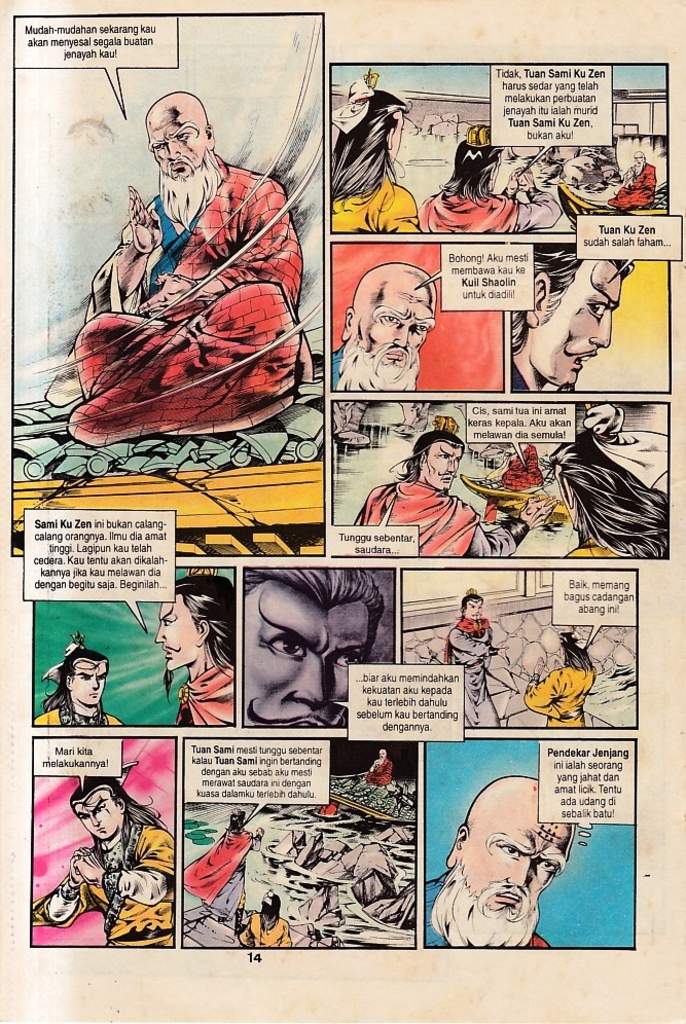 Mudah-mudahan sekarang kau
akan menyesal segala buatan
jenayah kau!
Tidak, Tuan Sami Ku Zen
harus sedar yang telah
melakukan perbuatan
jenayah itu ialah murid
Tuan Sami Ku Zen,
bukan aku!
Tuan Ku Zen
sudah salah faham...
Bohong! Aku mesti
membawa kau ke
Kuil Shaolin
untuk diadili!
Cis, sami tua ini amat
keras kepala. Aku akan
melawan dia semula!
Tunggu sebentar,
saudara...
Sami Ku Zen ini bukan calang-
calang orangnya. Ilmu dia amat
tinggi. Lagipun kau telah
cedera. Kau tentu akan dikalah-
kannya jika kau melawan dia
dengan begitu saja. Beginilah...
...biar aku memindahkan
kekuatan aku kepada
kau terlebih dahulu
sebelum kau bertanding
dengannya.
Baik, memang
bagus cadangan
abang ini!
Mari kita
melakukannya!
Tuan Sami mesti tunggu sebentar
kalau Tuan Sami ingin bertanding
dengan aku sebab aku mesti
merawat saudara ini dengan
kuasa dalamku terlebih dahulu.
Pendekar Jenjang
ini ialah seorang
yang jahat dan
amat licik. Tentu
ada udang di
sebalik batu!
14